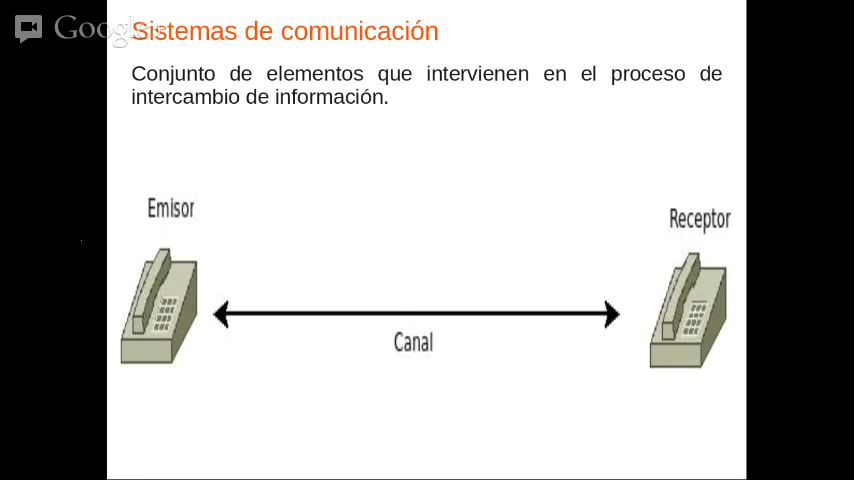 Google+
Sistemas de comunicación
Conjunto de elementos que intervienen en el proceso de
intercambio de información.
Emisor
Receptor
Canal